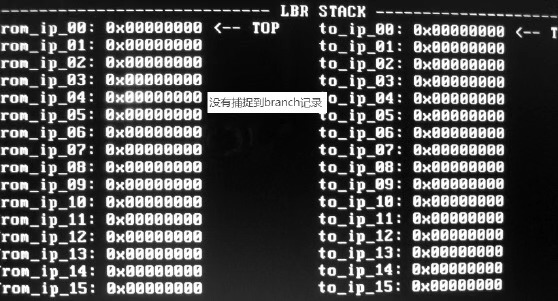 ------------------------- LBR STACK -------------------------
rom_ip_00: 0x00000000 <-- TOP to_ip_00: 0x00000000 <-- T
rom_ip_01: 0x00000000 to_ip_01: 0x00000000
rom_ip_02: 0x00000000 to_ip_02: 0x00000000
rom_ip_03: 0x00000000 to_ip_03: 0x00000000
rom_ip_04: 0x00000000 没有捕捉到branch记录 to_ip_04: 0x00000000
rom_ip_05: 0x00000000 to_ip_05: 0x00000000
rom_ip_06: 0x00000000 to_ip_06: 0x00000000
rom_ip_07: 0x00000000 to_ip_07: 0x00000000
rom_ip_08: 0x00000000 to_ip_08: 0x00000000
rom_ip_09: 0x00000000 to_ip_09: 0x00000000
rom_ip_10: 0x00000000 to_ip_10: 0x00000000
rom_ip_11: 0x00000000 to_ip_11: 0x00000000
rom_ip_12: 0x00000000 to_ip_12: 0x00000000
rom_ip_13: 0x00000000 to_ip_13: 0x00000000
from_ip_14: 0x00000000 to_ip_14: 0x00000000
from_ip_15: 0x00000000 to_ip_15: 0x00000000